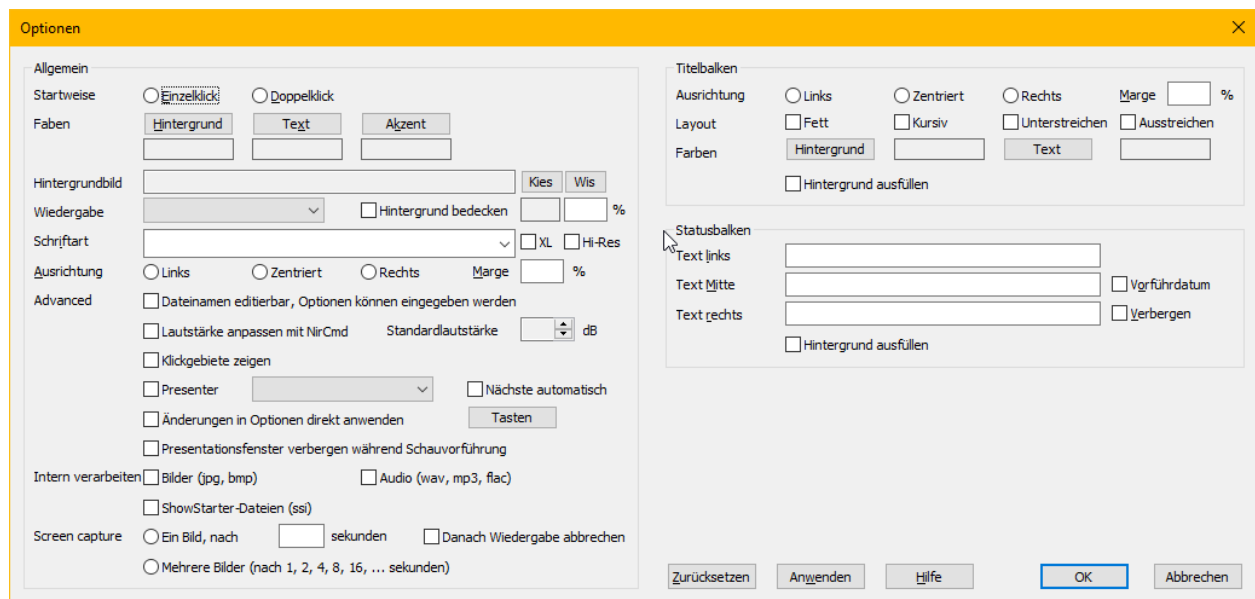 Optionen
Allgemein
Startweise Einzelklick Doppelklick
Faben Hintergrund Text Akzent
Hintergrundbild Kies Wis
Wiedergabe Hintergrund bedecken %
Schriftart XL Hi-Res
Ausrichtung Links Zentriert Rechts Marge %
Advanced Dateinamen editierbar, Optionen können eingegeben werden
Lautstärke anpassen mit NirCmd Standardlautstärke dB
Klickgebiete zeigen
Presenter Nächste automatisch
Änderungen in Optionen direkt anwenden Tasten
Presentationsfenster verbergen während Schauvorführung
Intern verarbeiten Bilder (jpg, bmp) Audio (wav, mp3, flac)
ShowStarter-Dateien (ssi)
Screen capture Ein Bild, nach sekunden Danach Wiedergabe abbrechen
Mehrere Bilder (nach 1, 2, 4, 8, 16, ... sekunden)
Titelbalken
Ausrichtung Links Zentriert Rechts Marge %
Layout Fett Kursiv Unterstreichen Ausstreichen
Farben Hintergrund Text
Hintergrund ausfüllen
Statusbalken
Text links
Text Mitte Vorführdatum
Text rechts Verbergen
Hintergrund ausfüllen
Zurücksetzen Anwenden Hilfe OK Abbrechen